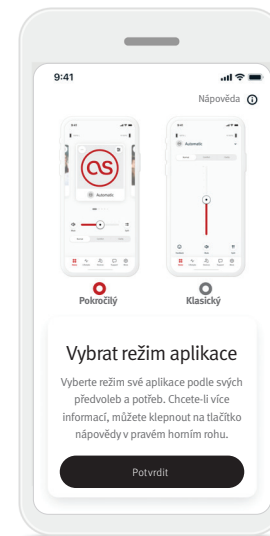 9:41
Nápověda
Automatic
Automatic
Pokročilý
Klasický
Vybrat režim aplikace
Vyberte režim své aplikace podle svých
předvoleb a potřeb. Chcete-li více
informací, můžete klepnout na tlačítko
nápovědy v pravém horním rohu.
Potvrdit